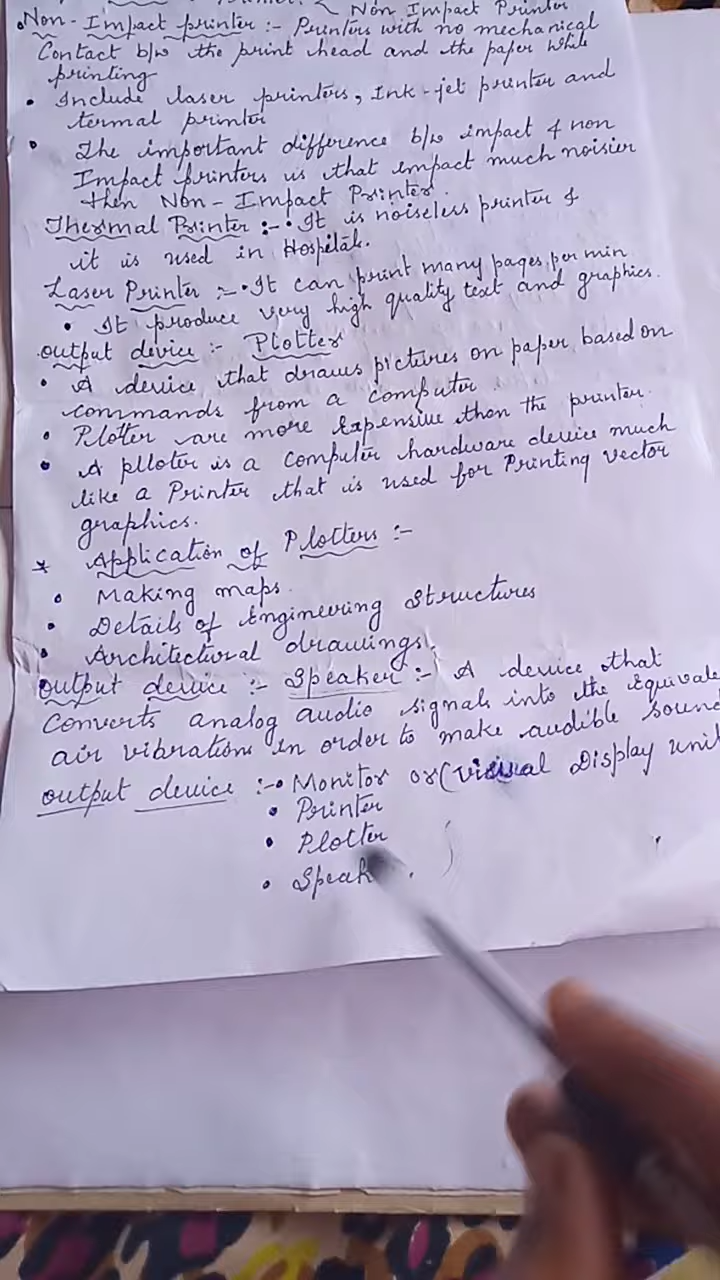 Non Impact Printer
• Non - Impact printer :- Printers with no mechanical
Contact b/w the print head and the paper while
printing
• Include laser printers, Ink-jet printer and
termal printer
• The important difference b/w impact & non
Impact printers is that impact much noisier
then Non - Impact Printer.
Thermal Printer :- • It is noiseless printer &
it is used in Hospitals.
Laser Printer :- • It can print many pages per min
• It produce very high quality text and graphics.
output device :- Plotter
• A device that draws pictures on paper based on
commands from a computer.
• Plotter are more Expensive than the printer.
• A plloter is a computer hardware device much
like a Printer that is used for Printing vector
graphics.
* Application of Plotters :-
• Making maps.
• Details of Engineering Structures
• Architectural drawings.
output device :- Speaker :- A device that
Converts analog audio signals into the Equivale
air vibrations in order to make audible sound
output device :- • Monitor or (visual Display unit
• Printer
• Plotter
• Speak